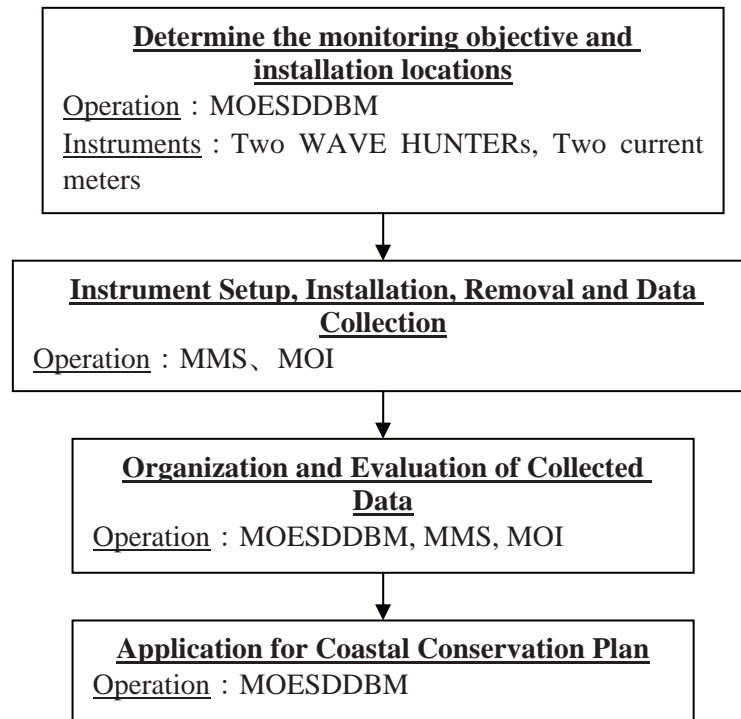 Determine the monitoring objective and
installation locations
Operation : MOESDDBM
Instruments : Two WAVE HUNTERs, Two current
meters
Instrument Setup, Installation, Removal and Data
Collection
Operation : MMS、MOI
Organization and Evaluation of Collected
Data
Operation : MOESDDBM, MMS, MOI
Application for Coastal Conservation Plan
Operation : MOESDDBM